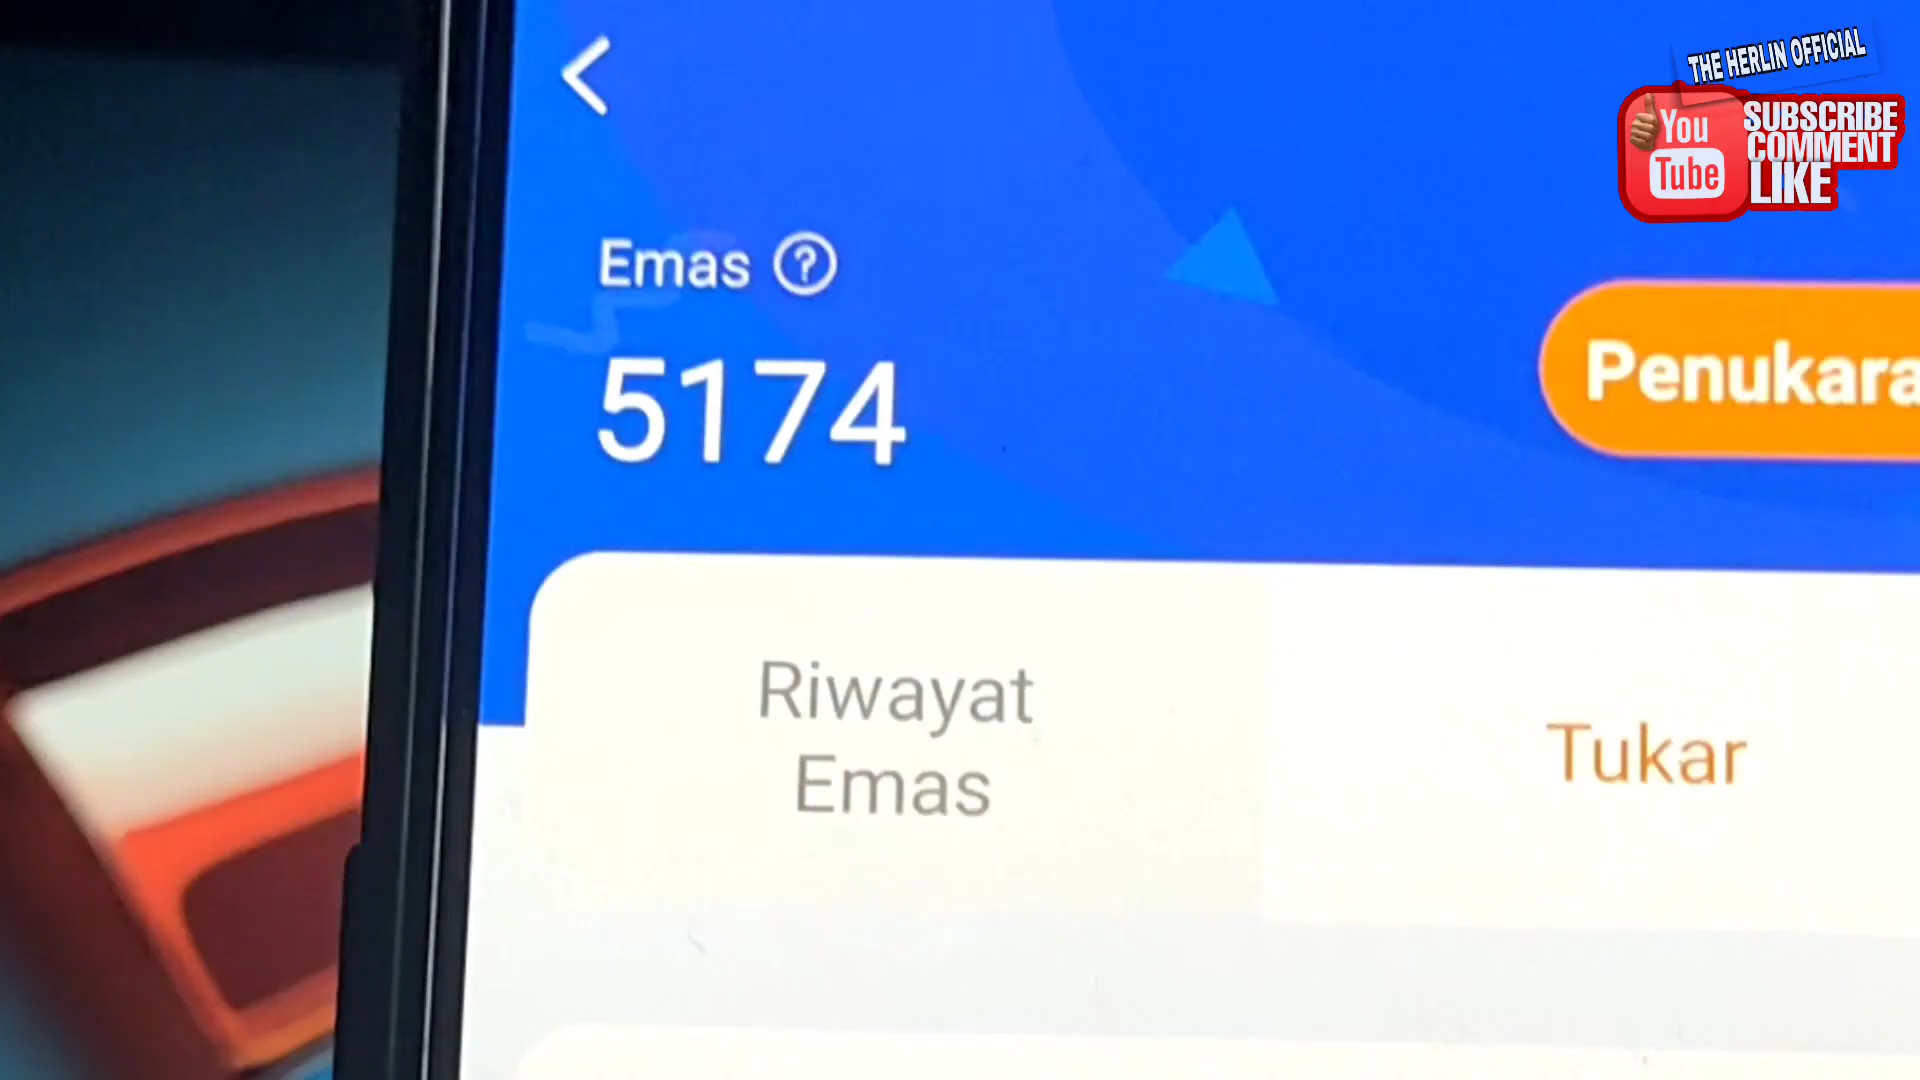 THE HERLIN OFFICIAL
You
Tube
SUBSCRIBE
COMMENT
LIKE
Emas
5174
Penukara
Riwayat
Emas
Tukar